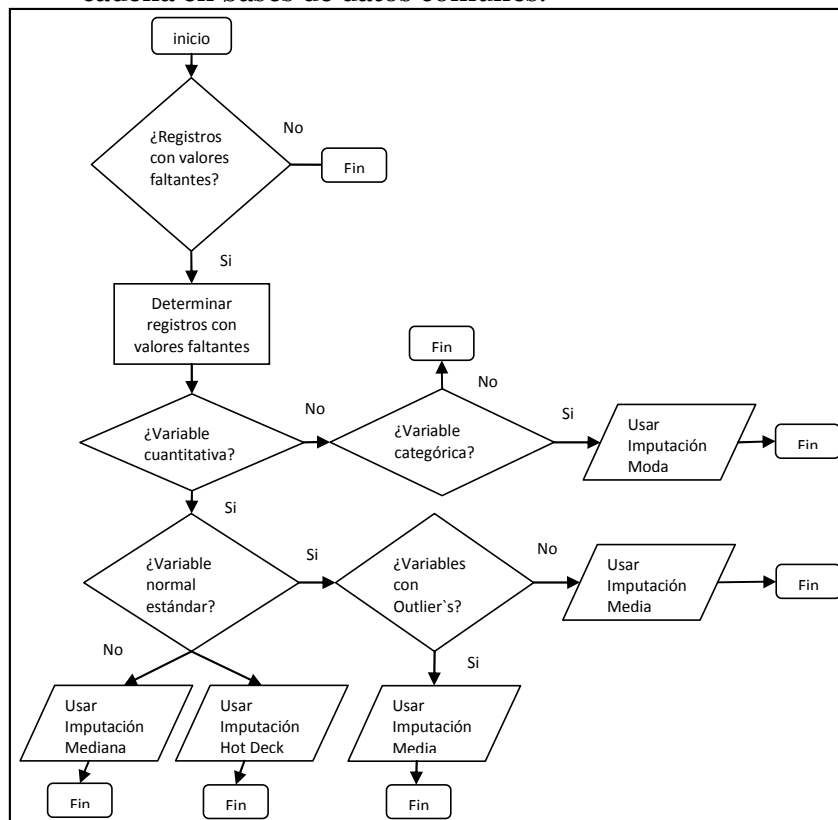 cadena en bases de datos comunes.
inicio
¿Registros
con valores
faltantes?
No
Fin
Si
Determinar
registros con
valores faltantes
Fin
No
¿Variable
cuantitativa?
No
¿Variable
categórica?
Si
Usar
Imputación
Moda
Fin
Si
¿Variable
normal
estándar?
Si
¿Variables
con
Outlier`s?
No
Usar
Imputación
Media
Fin
No
Si
Usar
Imputación
Mediana
Usar
Imputación
Hot Deck
Usar
Imputación
Media
Fin
Fin
Fin